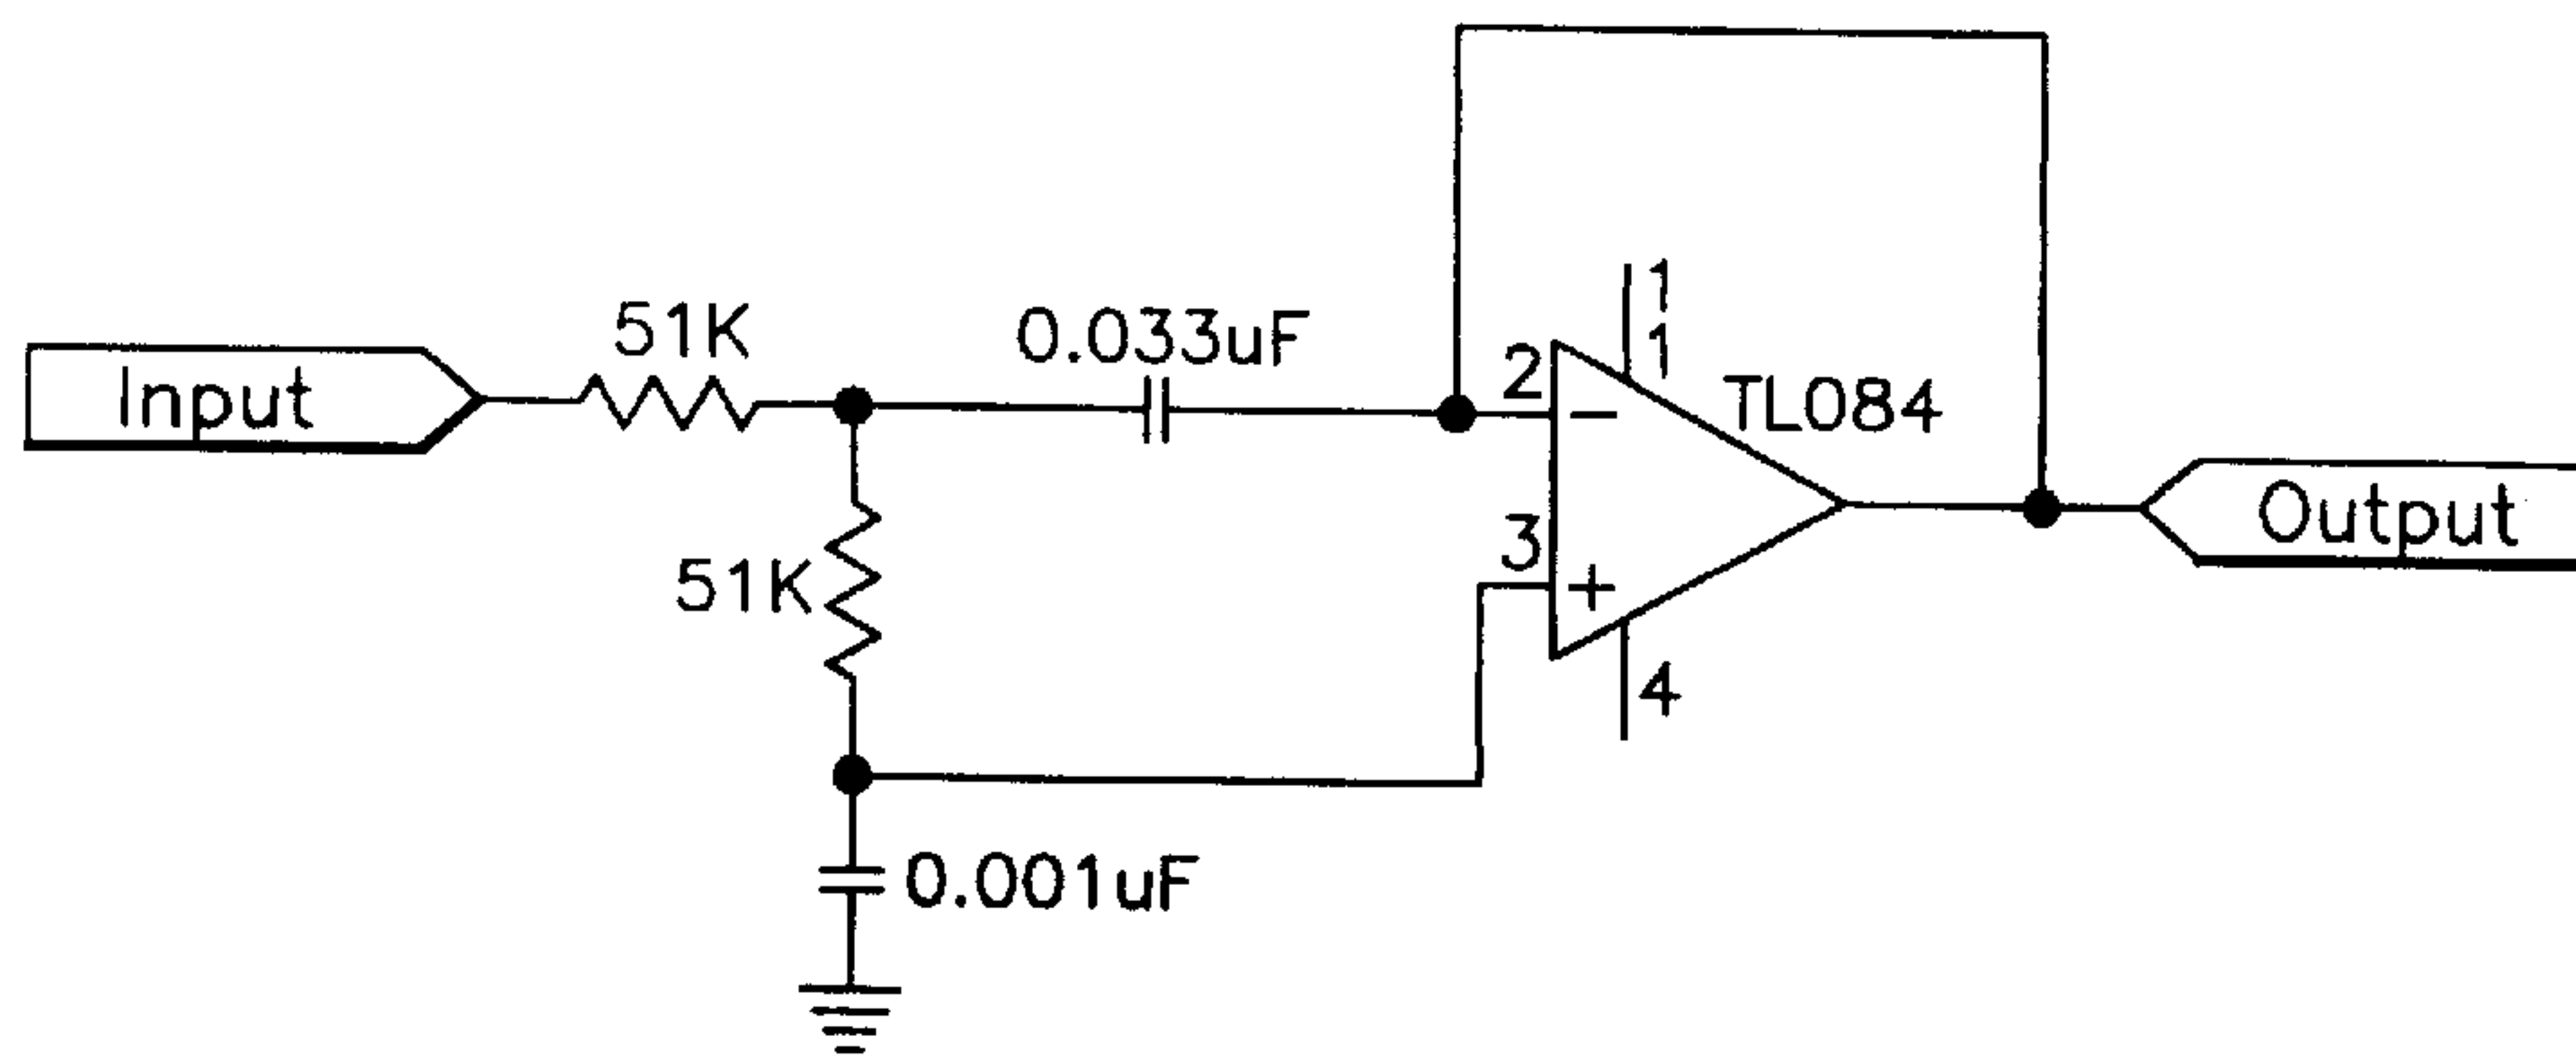 51K
0.033uF
Input
2
11
−
TL084
3
+
Output
51K
4
0.001uF